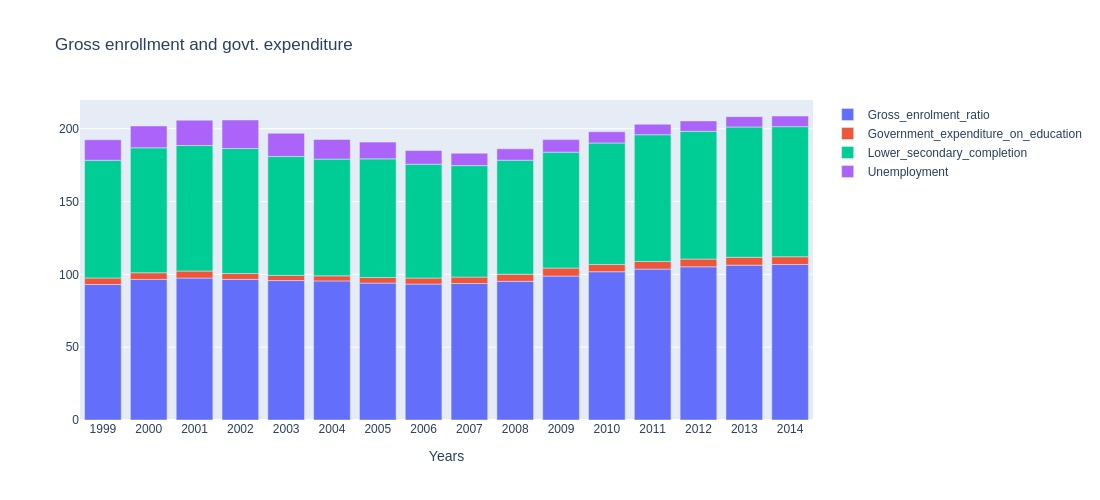 Gross enrollment and govt. expenditure
200
150
100
50
0
1999 2000 2001 2002 2003 2004 2005 2006 2007 2008 2009 2010 2011 2012 2013 2014
Years
Gross_enrolment_ratio
Government_expenditure_on_education
Lower_secondary_completion
Unemployment